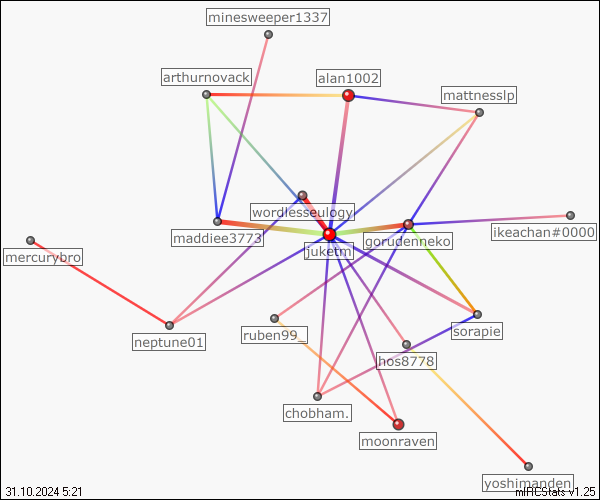 minesweeper1337
arthurnovack
alan1002
mattnesslp
wordlesseulogy
maddiee3773
gorudenneko
ikeachan#0000
juketm
mercurybro
neptune01
ruben99_
sorapie
hos8778
chobham.
moonraven
yoshimanden
31.10.2024 5:21
mIRCStats v1.25